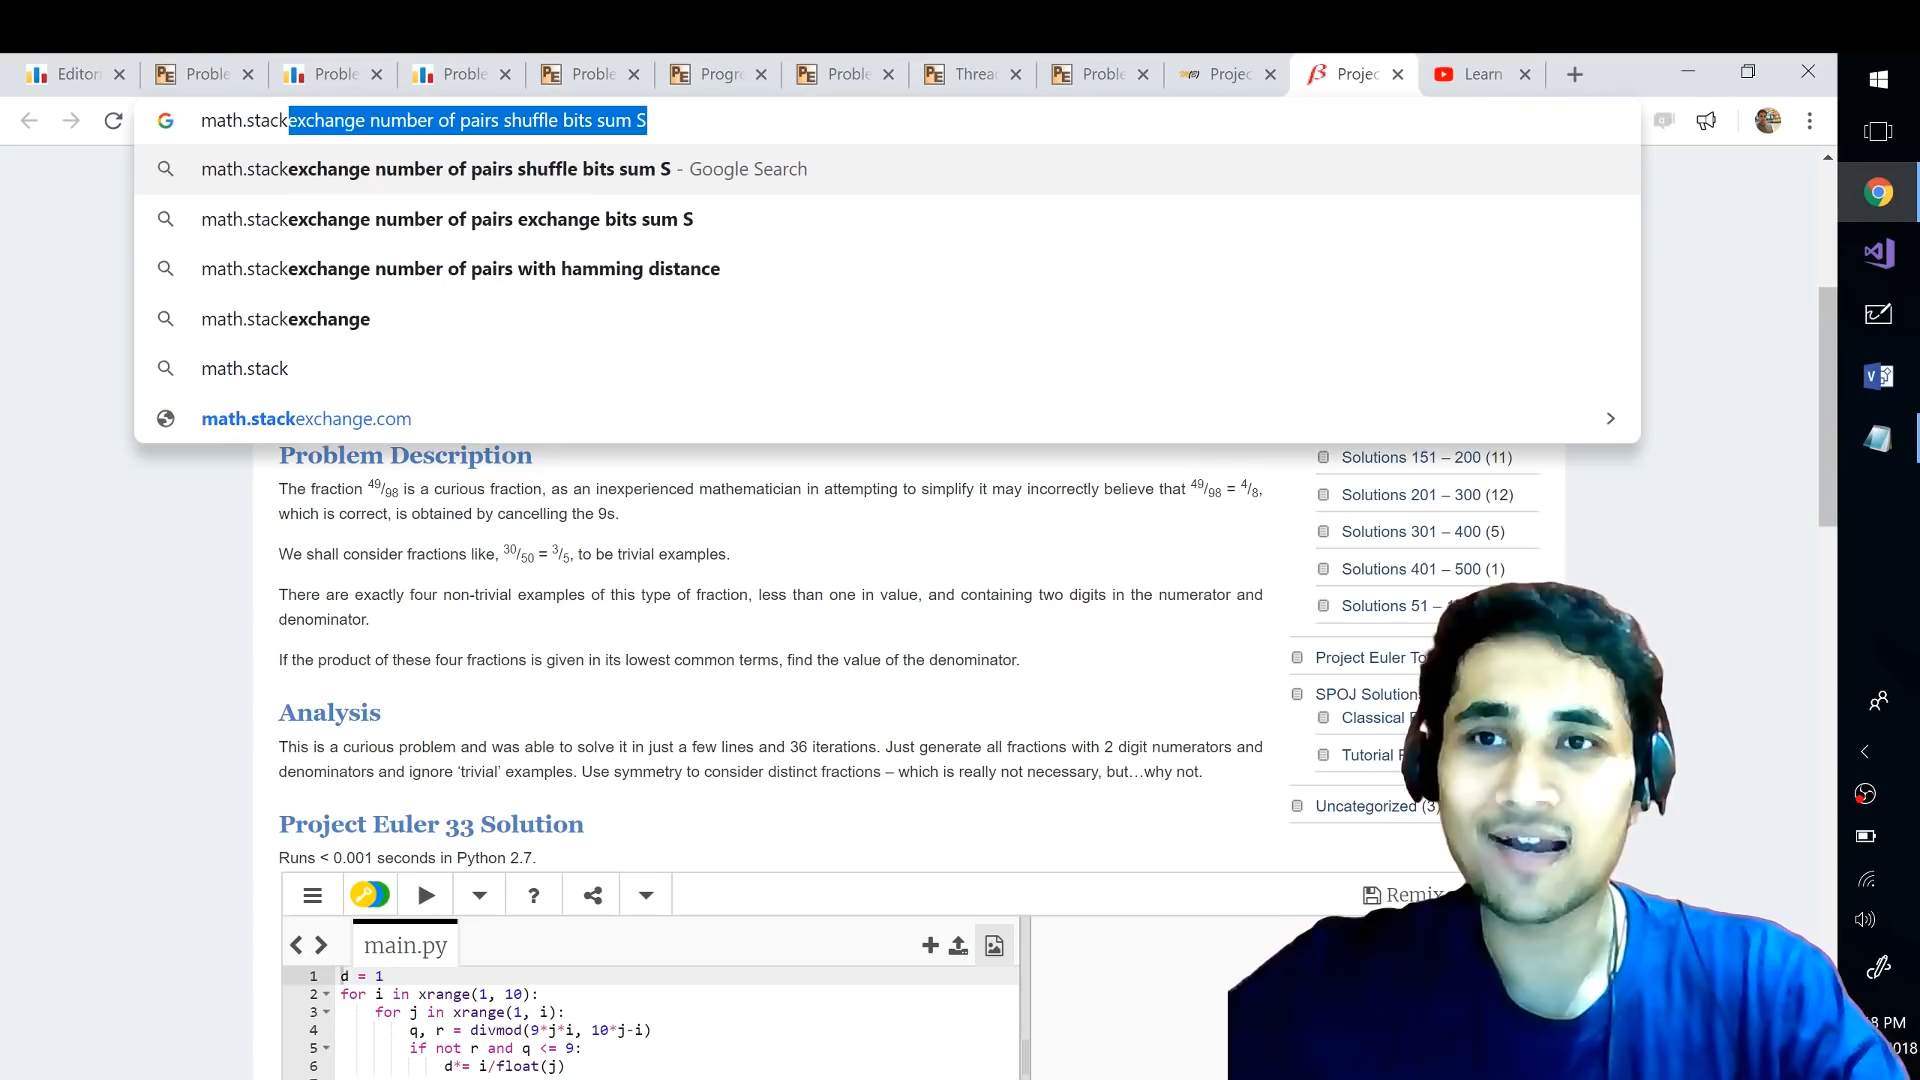 Editori
Proble
Proble
Proble
Proble
Progre
Proble
Threa
Proble
Projec
Projec
Learn
math.stackexchange number of pairs shuffle bits sum S
math.stackexchange number of pairs shuffle bits sum S - Google Search
math.stackexchange number of pairs exchange bits sum S
math.stackexchange number of pairs with hamming distance
math.stackexchange
math.stack
math.stackexchange.com
Problem Description
The fraction 49/98 is a curious fraction, as an inexperienced mathematician in attempting to simplify it may incorrectly believe that 49/98 = 4/8,
which is correct, is obtained by cancelling the 9s.
We shall consider fractions like, 30/50 = 3/5, to be trivial examples.
There are exactly four non-trivial examples of this type of fraction, less than one in value, and containing two digits in the numerator and
denominator.
If the product of these four fractions is given in its lowest common terms, find the value of the denominator.
Analysis
This is a curious problem and was able to solve it in just a few lines and 36 iterations. Just generate all fractions with 2 digit numerators and
denominators and ignore ‘trivial’ examples. Use symmetry to consider distinct fractions – which is really not necessary, but…why not.
Project Euler 33 Solution
Runs < 0.001 seconds in Python 2.7.
Remix
main.py
1 d = 1
2 for i in xrange(1, 10):
3 for j in xrange(1, i):
4 q, r = divmod(9*j*i, 10*j-i)
5 if not r and q <= 9:
6 d*= i/float(j)
Solutions 151 – 200 (11)
Solutions 201 – 300 (12)
Solutions 301 – 400 (5)
Solutions 401 – 500 (1)
Solutions 51 –
Project Euler To
SPOJ Solution
Classical
Tutorial
Uncategorized (3)
8 PM
018